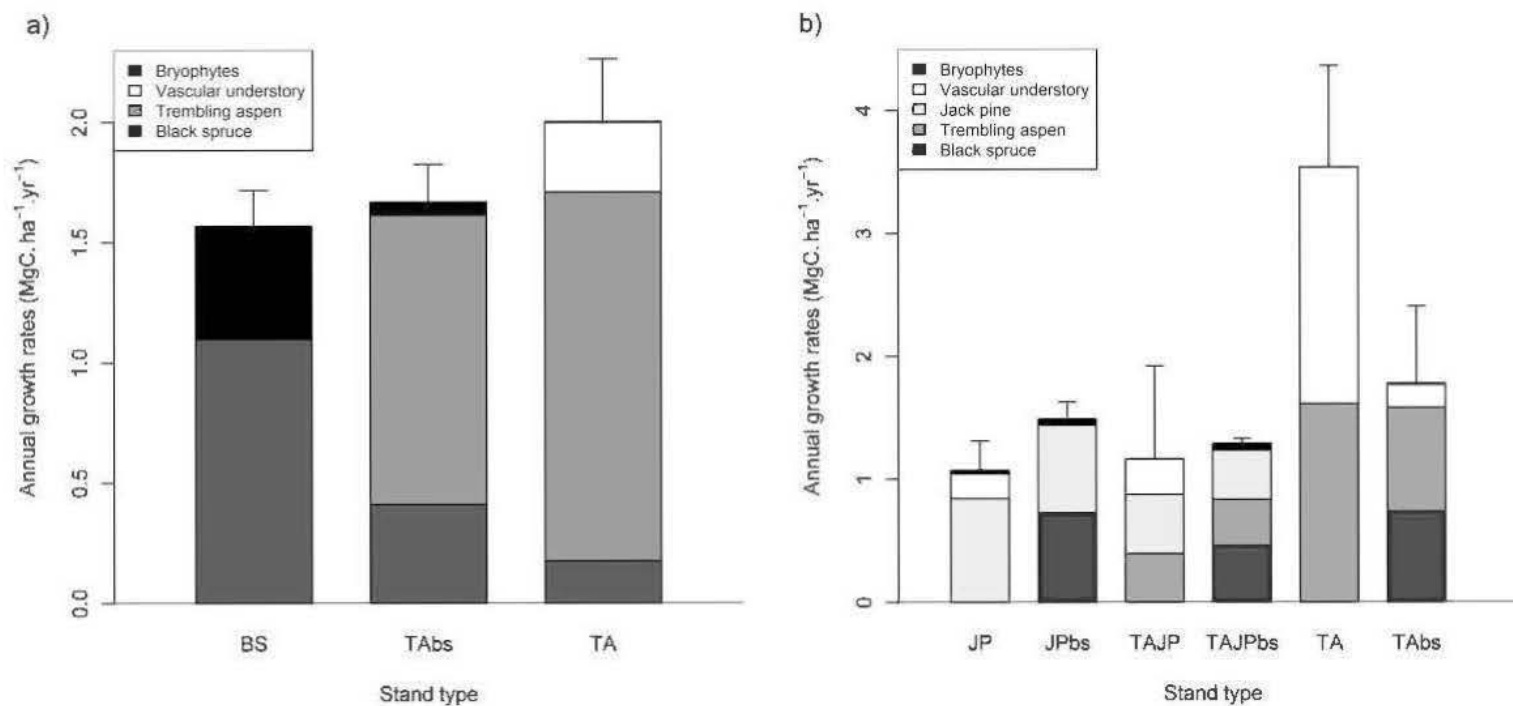 a)
Bryophytes
Vascular understory
Trembling aspen
Black spruce
Annual growth rates (MgC.ha⁻¹.yr⁻¹)
0.0
0.5
1.0
1.5
2.0
BS TAbs TA
Stand type
b)
Bryophytes
Vascular understory
Jack pine
Trembling aspen
Black spruce
Annual growth rates (MgC.ha⁻¹.yr⁻¹)
0
1
2
3
4
JP JPbs TAJP TAJPbs TA TAbs
Stand type